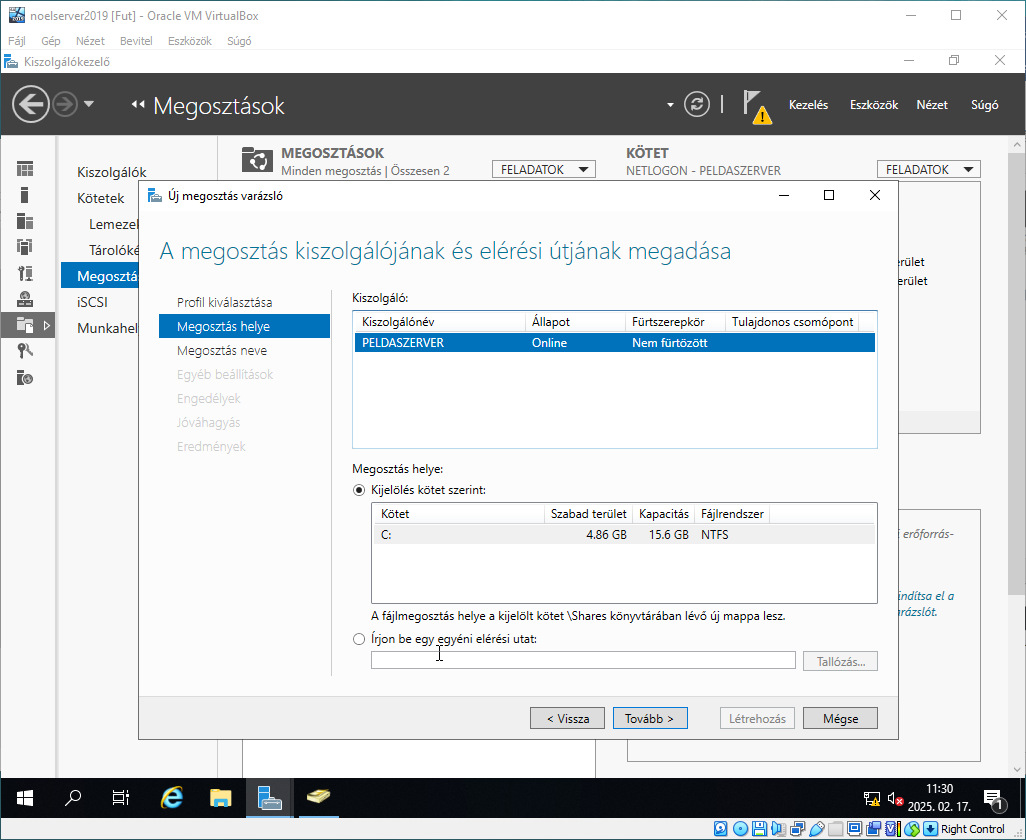 noelserver2019 [Fut] - Oracle VM VirtualBox
Fájl Gép Nézet Bevitel Eszközök Súgó
Kiszolgálókezelő
Megosztások
Kezelés Eszközök Nézet Súgó
Kiszolgálók
Kötetek
Lemezek
Tárolóké
Megosztá
iSCSI
Munkahel
MEGOSZTÁSOK
Minden megosztás | Összesen 2
FELADATOK
KÖTET
NETLOGON - PELDASZERVER
FELADATOK
erület
erület
erőforrás-
indítsa el a
arázslót.
Új megosztás varázsló
A megosztás kiszolgálójának és elérési útjának megadása
Profil kiválasztása
Megosztás helye
Megosztás neve
Egyéb beállítások
Engedélyek
Jóváhagyás
Eredmények
Kiszolgáló:
Kiszolgálónév Állapot Fürtszerepkör Tulajdonos csomópont
PELDASZERVER Online Nem fürtözött
Megosztás helye:
Kijelölés kötet szerint:
Kötet Szabad terület Kapacitás Fájlrendszer
C: 4.86 GB 15.6 GB NTFS
A fájlmegosztás helye a kijelölt kötet \Shares könyvtárában lévő új mappa lesz.
Írjon be egy egyéni elérési utat:
Tallózás...
< Vissza Tovább > Létrehozás Mégse
11:30
2025. 02. 17.
1
Right Control